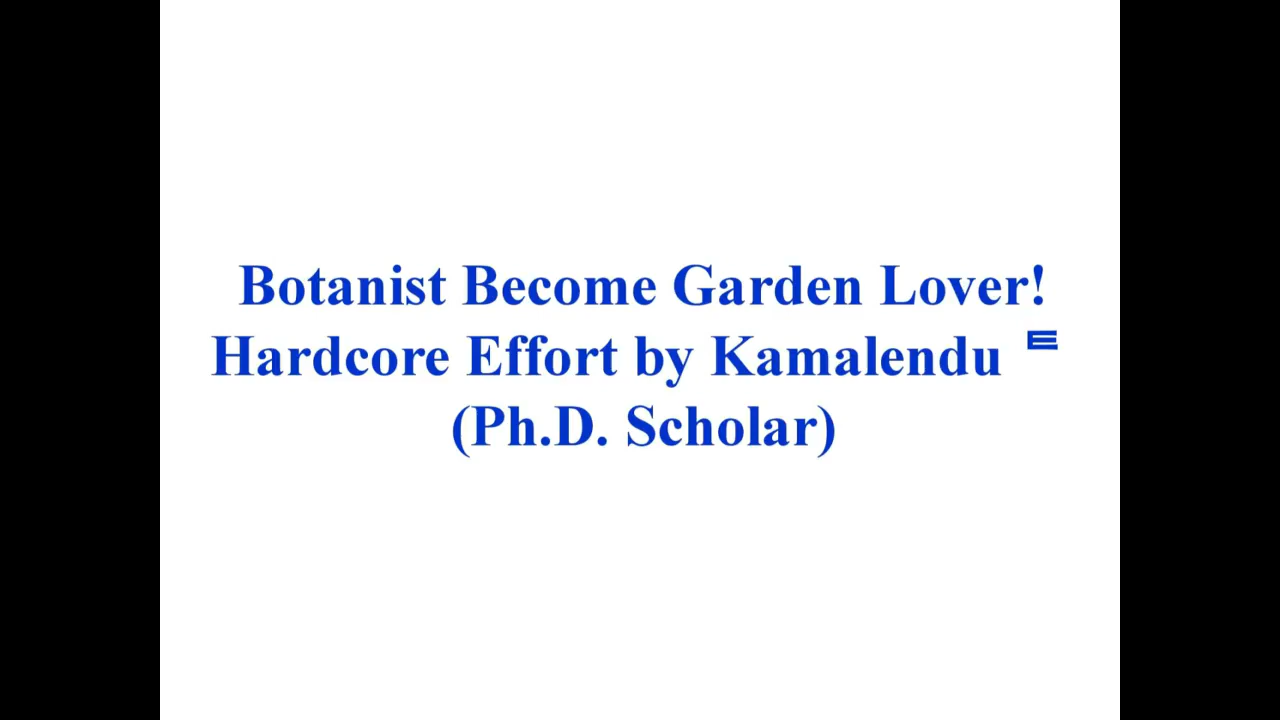 Botanist Become Garden Lover!
Hardcore Effort by Kamalendu
(Ph.D. Scholar)